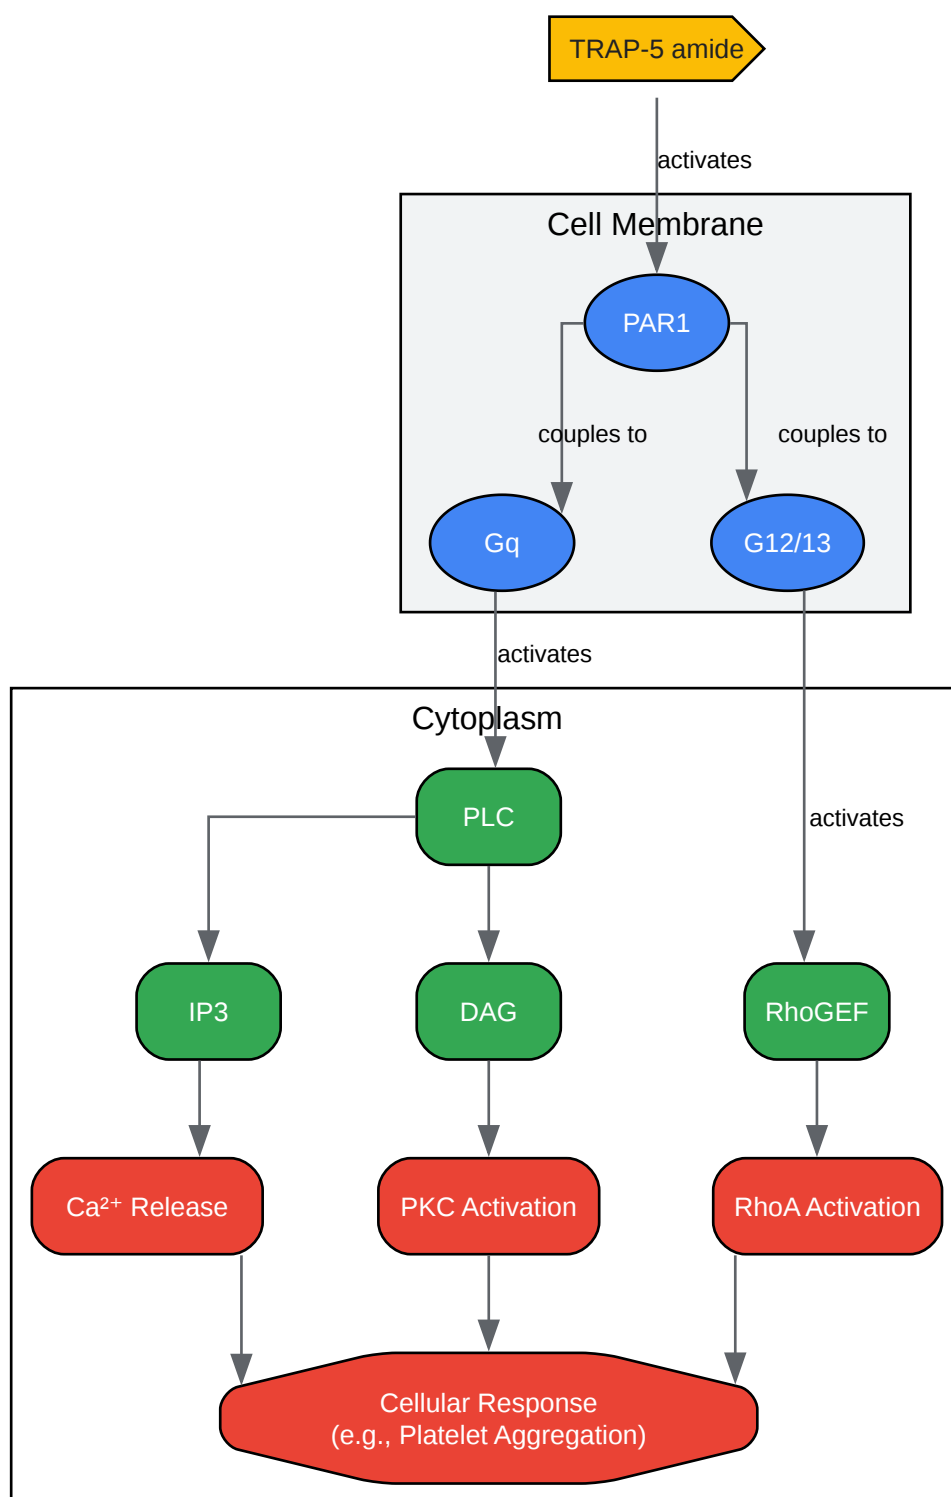 TRAP-5 amide
activates
Cell Membrane
PAR1
couples to
couples to
Gq
G12/13
activates
Cytoplasm
PLC
activates
IP3
DAG
RhoGEF
Ca²⁺ Release
PKC Activation
RhoA Activation
Cellular Response
(e.g., Platelet Aggregation)